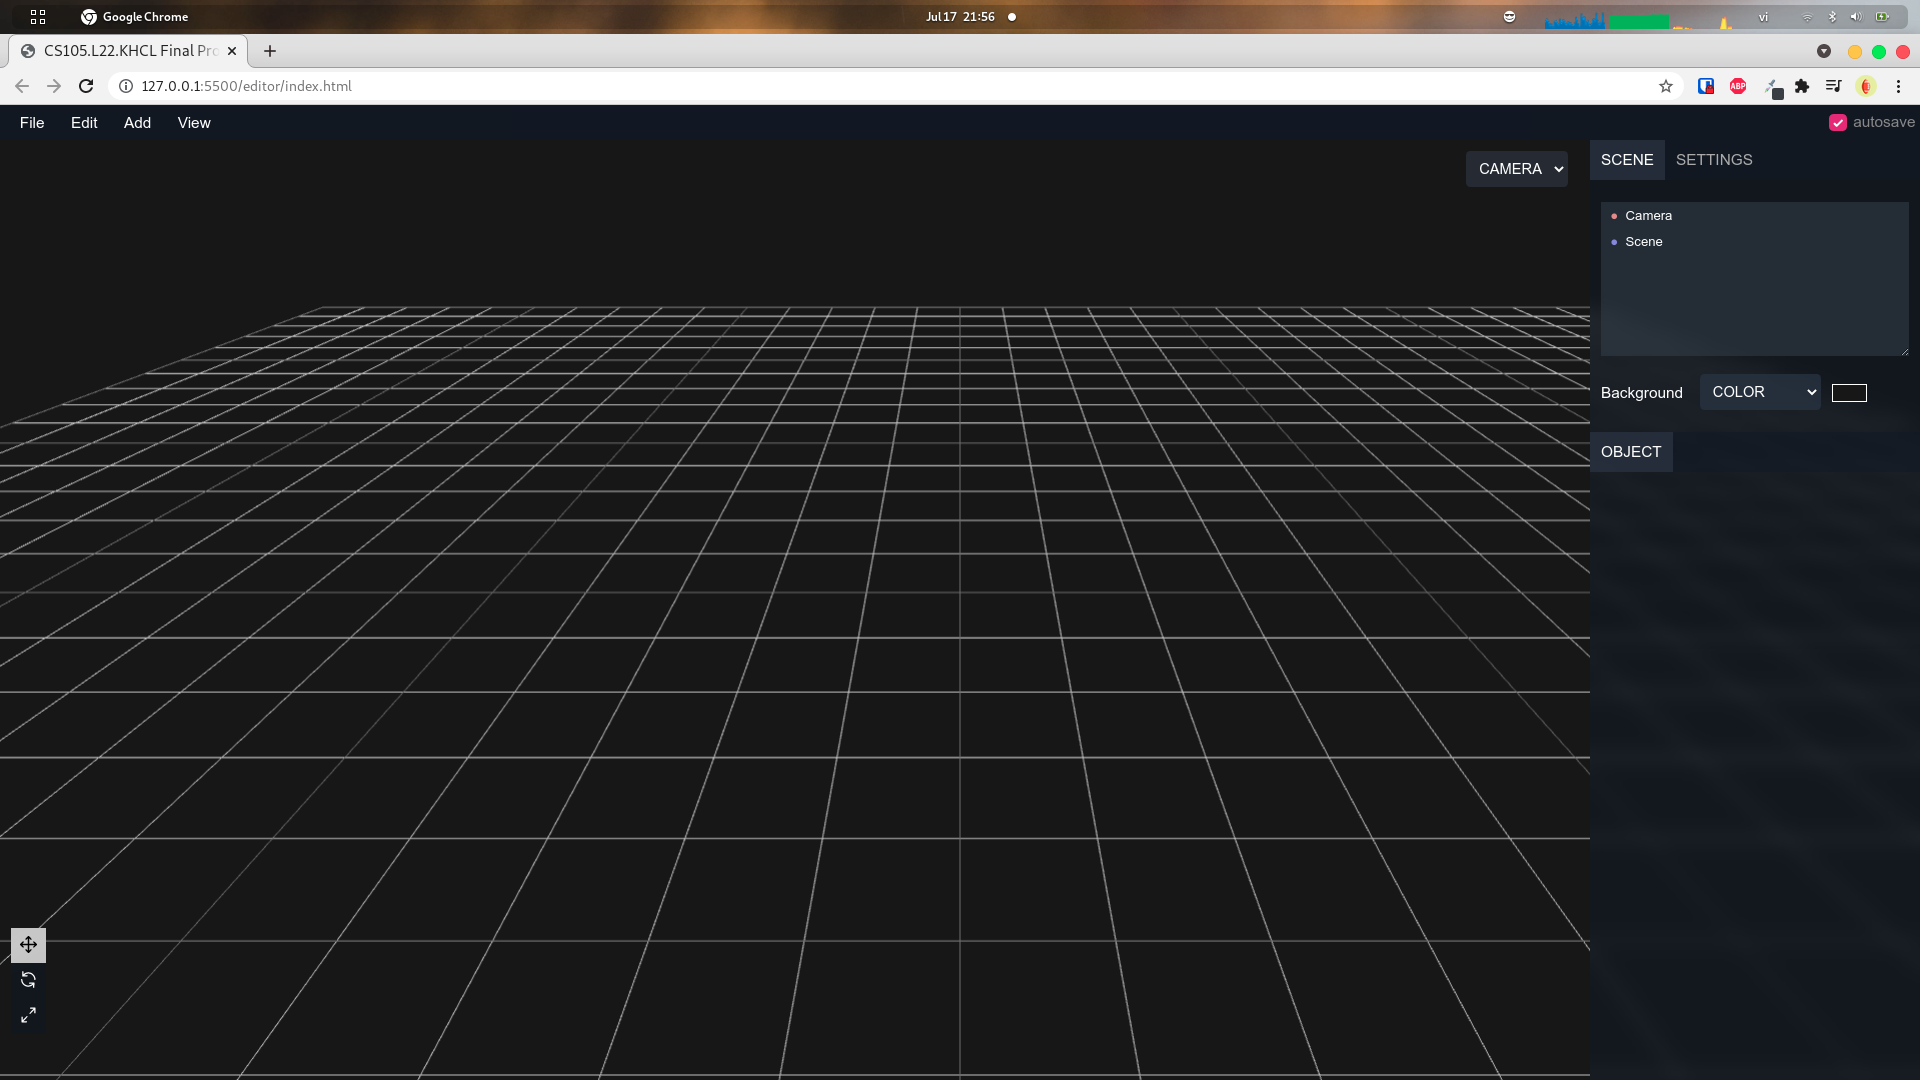 Google Chrome
Jul 17 21:56
vi
CS105.L22.KHCL Final Pro
127.0.0.1:5500/editor/index.html
ABP
File Edit Add View
autosave
CAMERA
SCENE SETTINGS
Camera
Scene
Background COLOR
OBJECT